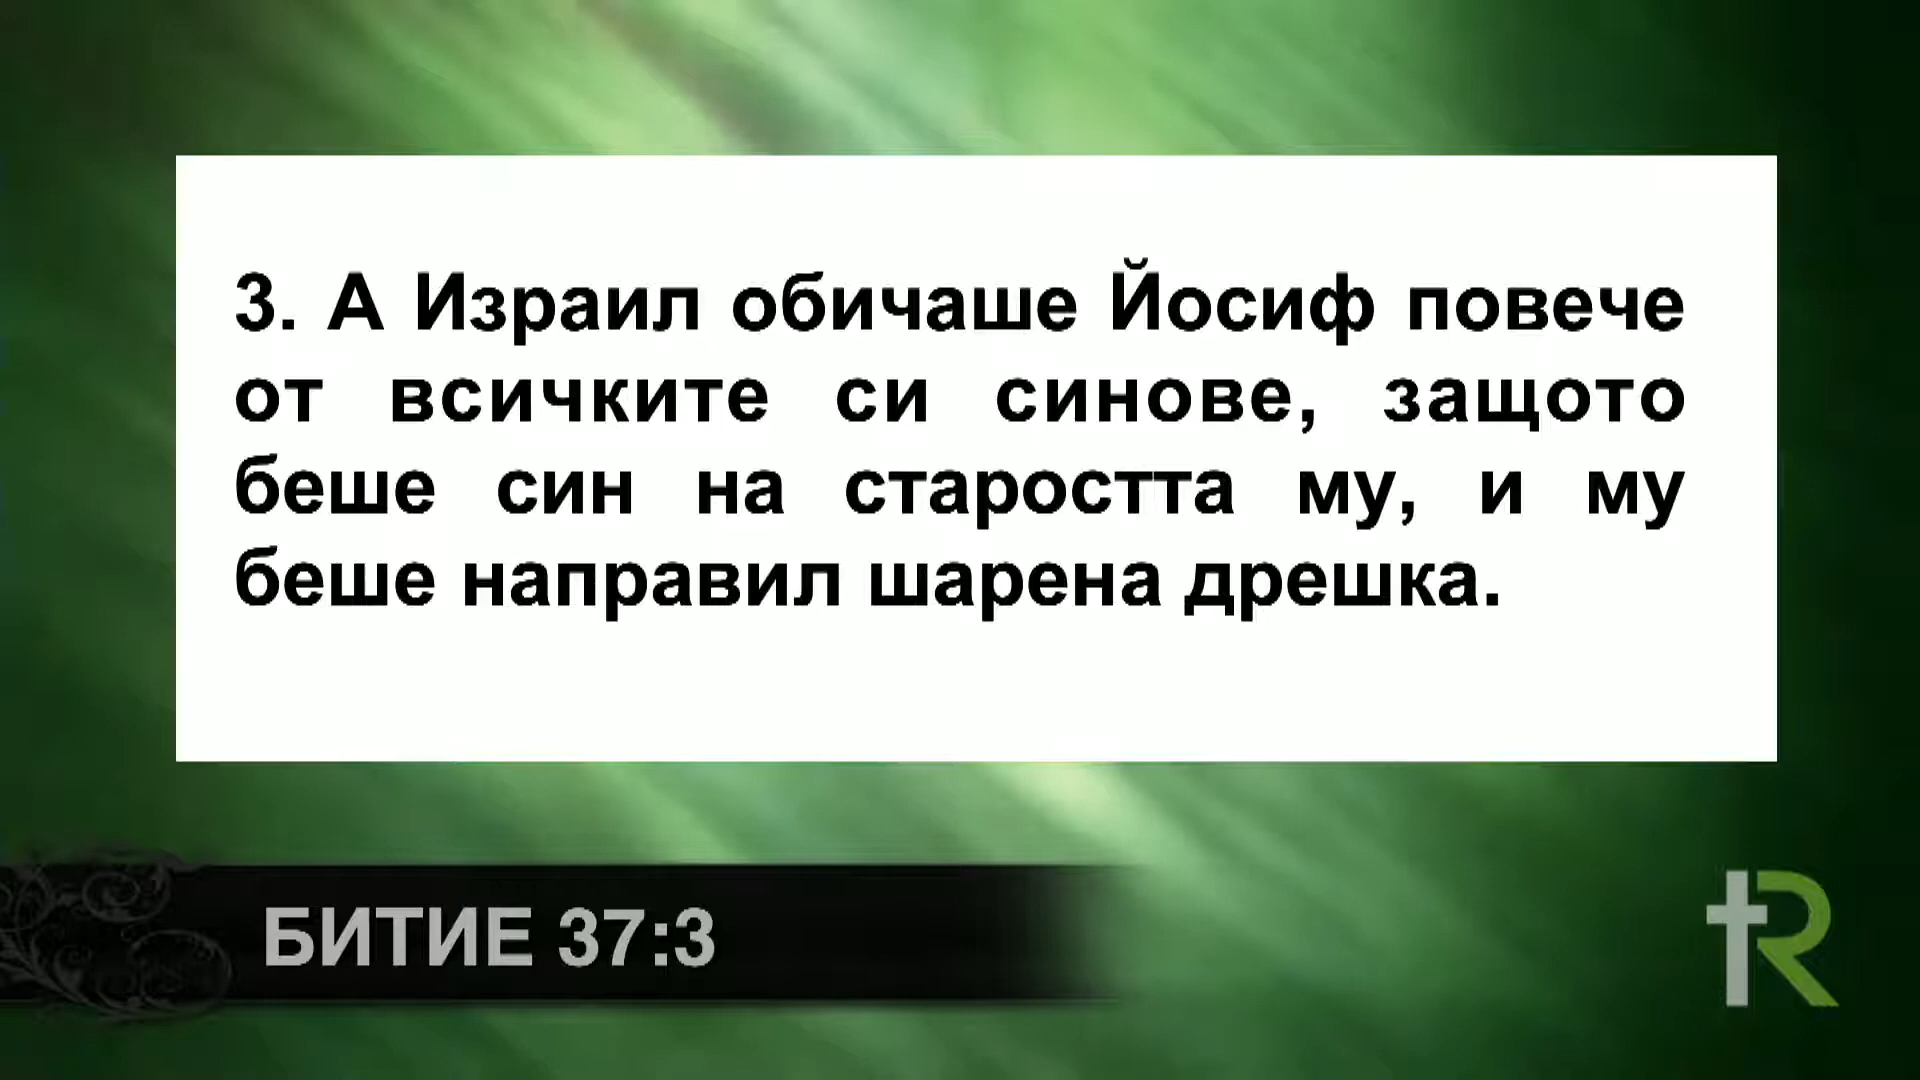 3. А Израил обичаше Йосиф повече
от всичките си синове, защото
беше син на старостта му, и му
беше направил шарена дрешка.
БИТИЕ 37:3
R